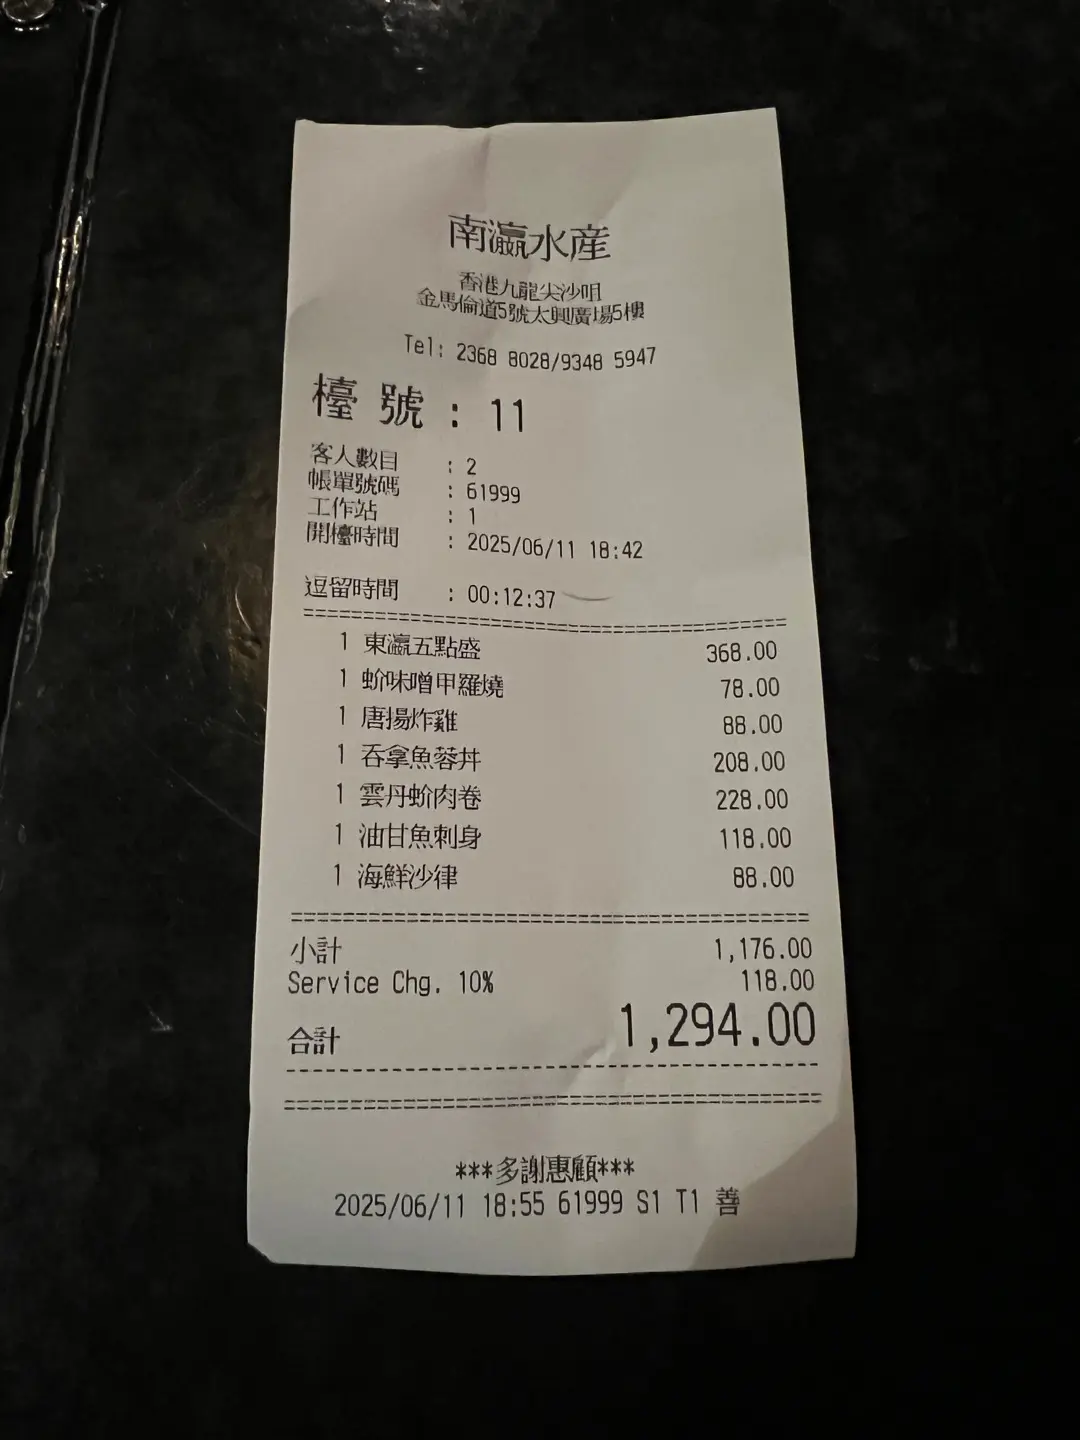 南瀛水産
香港九龍尖沙咀
金馬倫道5號太興廣場5樓
Tel: 2368 8028/9348 5947
檯號 : 11
客人數目 : 2
帳單號碼 : 61999
工作站 : 1
開檯時間 : 2025/06/11 18:42
逗留時間 : 00:12:37
1 東瀛五點盛 368.00
1 蚧味噌甲羅燒 78.00
1 唐揚炸雞 88.00
1 吞拿魚蓉丼 208.00
1 雲丹蚧肉卷 228.00
1 油甘魚刺身 118.00
1 海鮮沙律 88.00
小計 1,176.00
Service Chg. 10% 118.00
合計 1,294.00
***多謝惠顧***
2025/06/11 18:55 61999 S1 T1 善